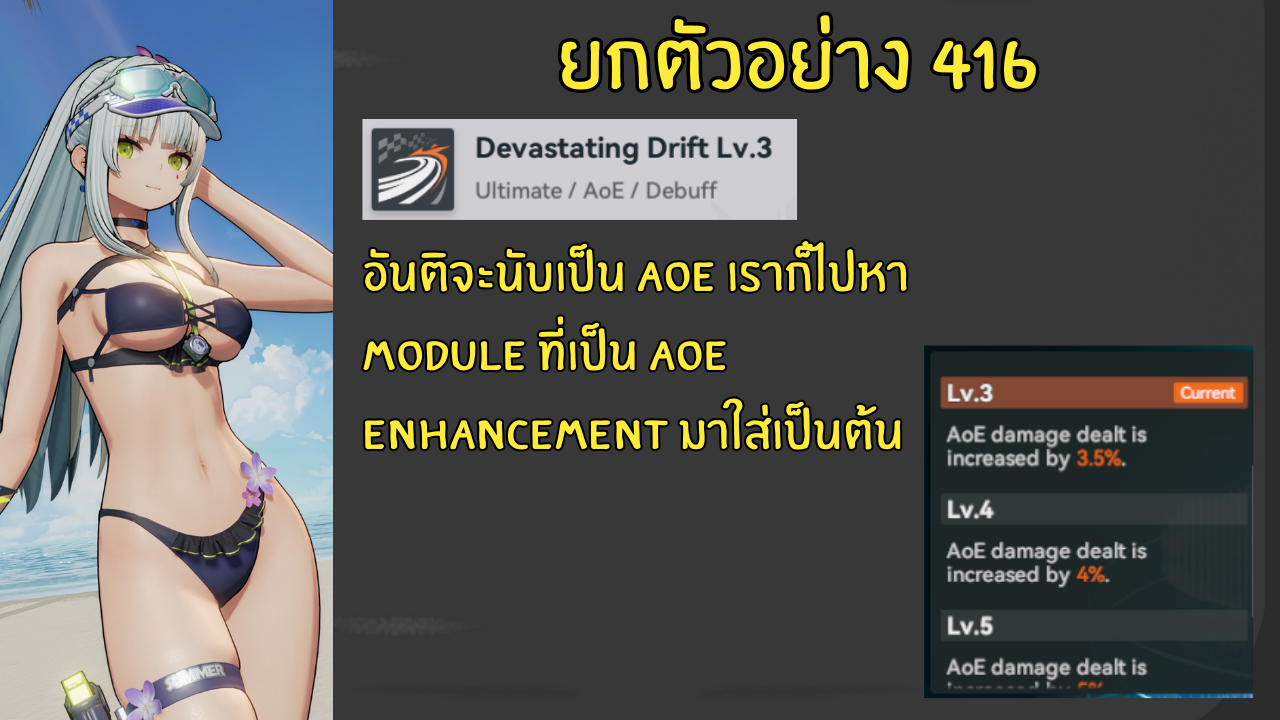 ยกตัวอย่าง 416
Devastating Drift Lv.3
Ultimate / AoE / Debuff
อันติจะนับเป็น AOE เราก็ไปหา
MODULE ที่เป็น AOE
ENHANCEMENT มาใส่เป็นต้น
Lv.3 Current
AoE damage dealt is
increased by 3.5%.
Lv.4
AoE damage dealt is
increased by 4%.
Lv.5
AoE damage dealt is
increased by 5%
SUMMER